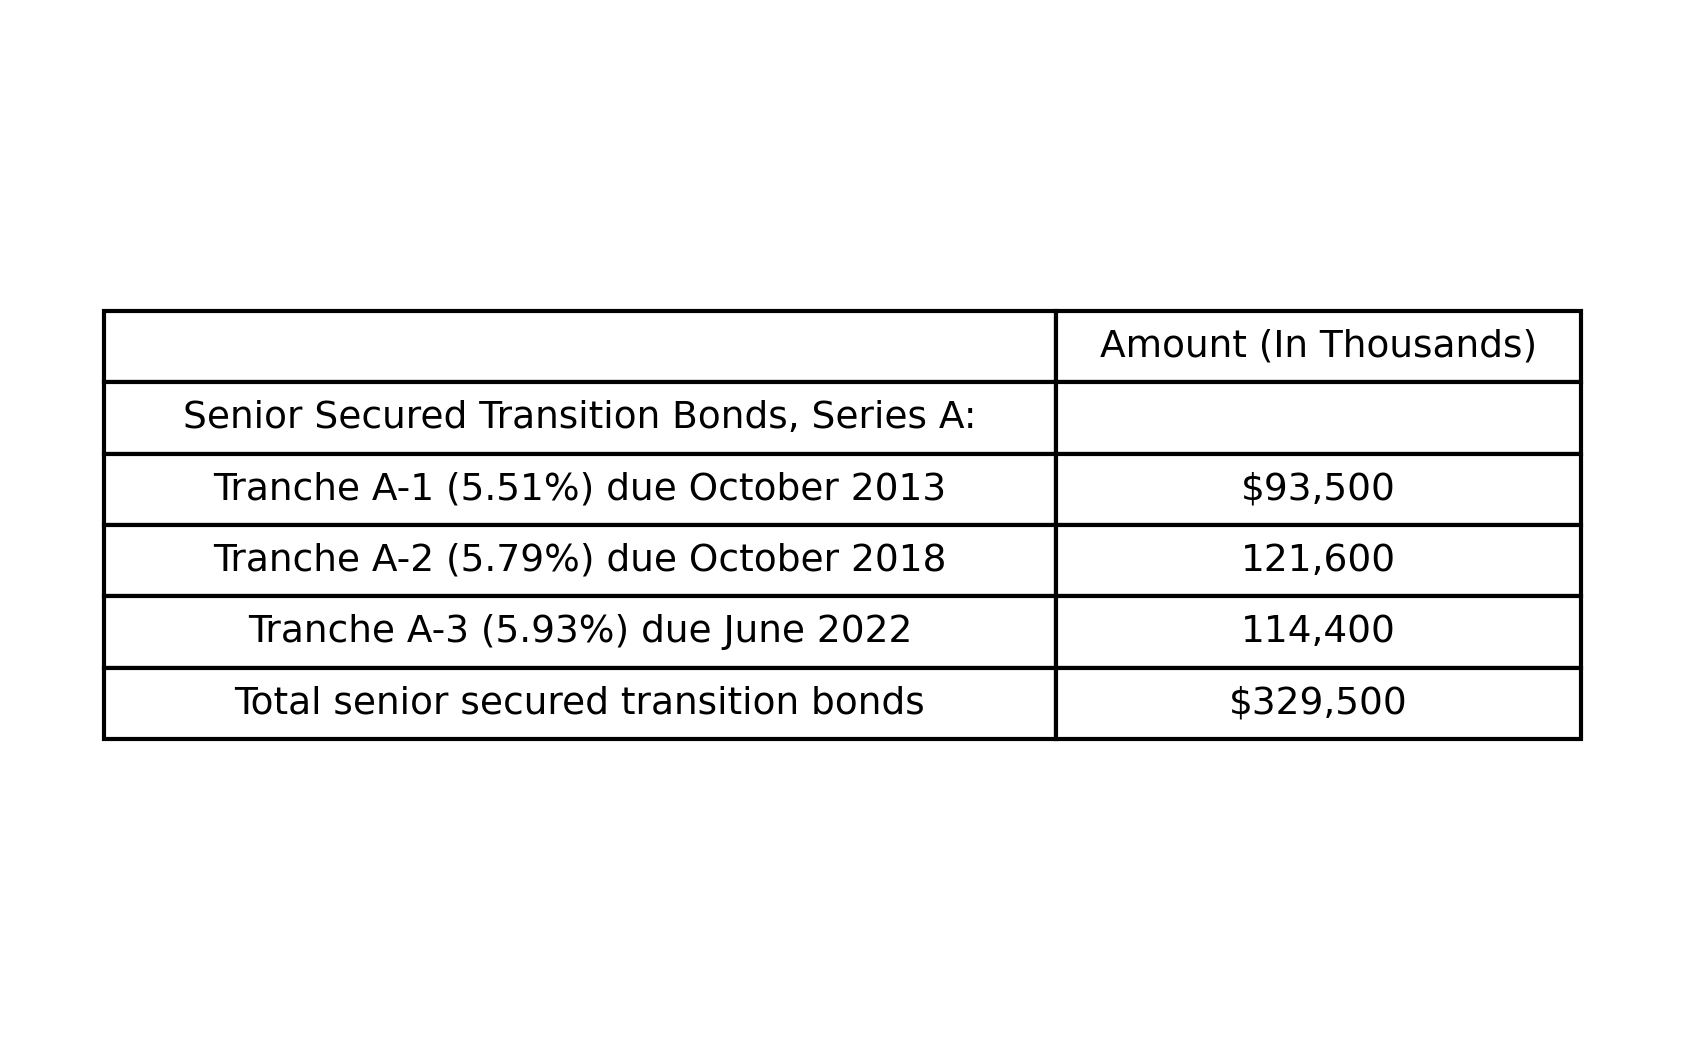 Amount (In Thousands)
Senior Secured Transition Bonds, Series A:
Tranche A-1 (5.51%) due October 2013 $93,500
Tranche A-2 (5.79%) due October 2018 121,600
Tranche A-3 (5.93%) due June 2022 114,400
Total senior secured transition bonds $329,500